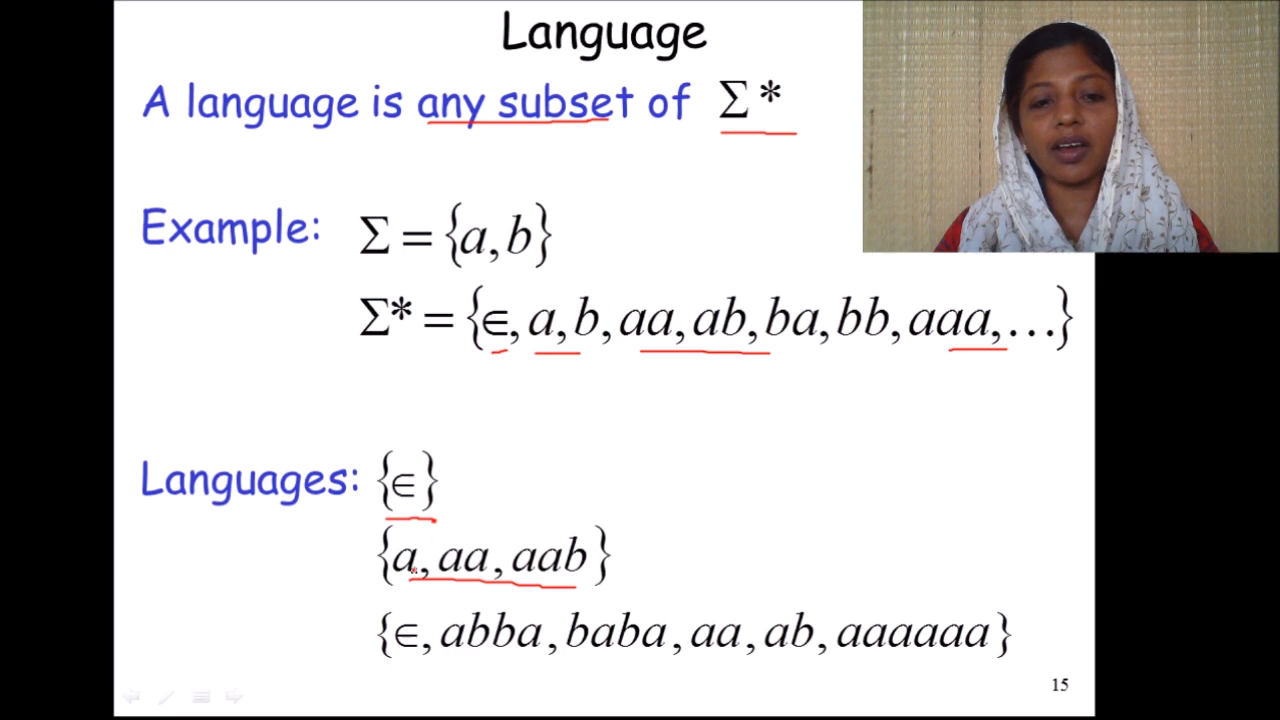 Language
A language is any subset of Σ*
Example: Σ = {a, b}
Σ* = {∈, a, b, aa, ab, ba, bb, aaa, …}
Languages: {∈}
{a, aa, aab}
{∈, abba, baba, aa, ab, aaaaaa}
15